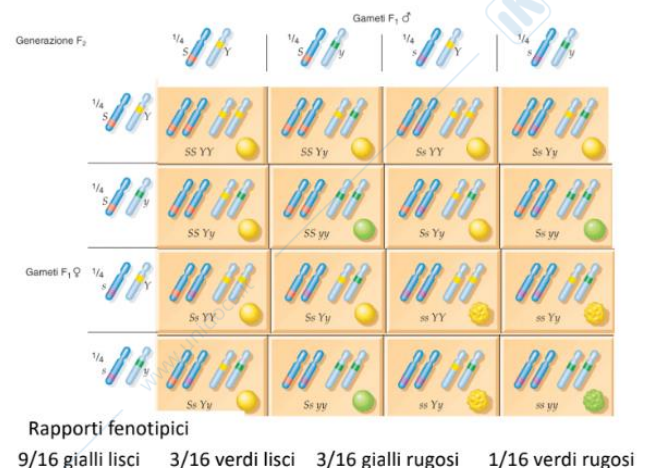 Gameti F1 ♂
Generazione F2
1/4 S Y
1/4 S y
1/4 s Y
1/4 s y
1/4 S Y
SS YY
SS Yy
Ss YY
Ss Yy
1/4 S y
SS Yy
SS yy
Ss Yy
Ss yy
Gameti F1 ♀
1/4 s Y
Ss YY
Ss Yy
ss YY
ss Yy
1/4 s y
Ss Yy
Ss yy
ss Yy
ss yy
Rapporti fenotipici
9/16 gialli lisci 3/16 verdi lisci 3/16 gialli rugosi 1/16 verdi rugosi